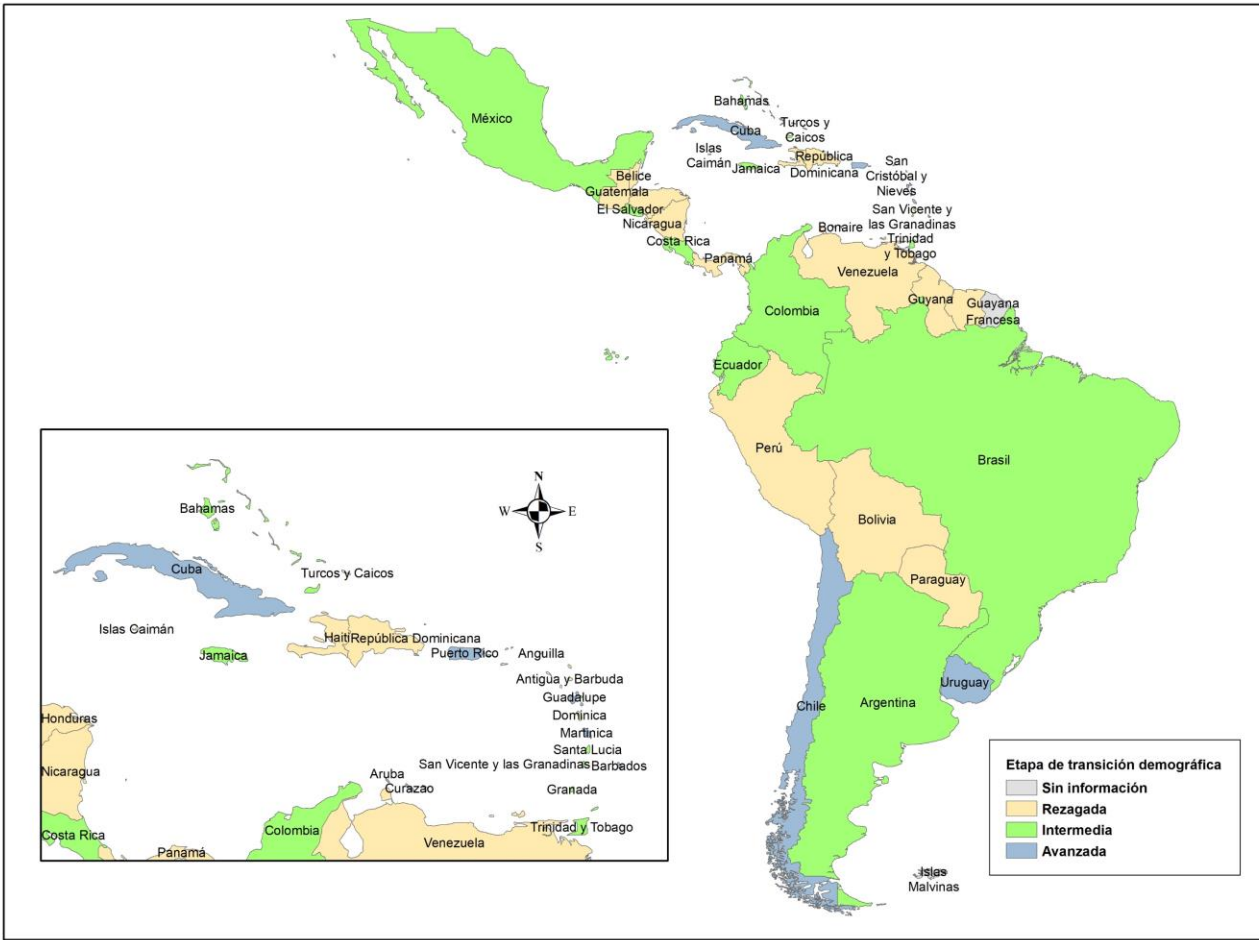 México
Bahamas
Cuba
Turcos y
Caicos
Islas
Caimán
Jamaica
República
Dominicana
San
Cristóbal y
Nieves
Belice
Guatemala
El Salvador
Nicaragua
Costa Rica
Panamá
San Vicente y
las Granadinas
Bonaire
Trinidad
y Tobago
Venezuela
Guyana
Guayana
Francesa
Colombia
Ecuador
Perú
Brasil
Bolivia
Paraguay
Chile
Argentina
Uruguay
Islas
Malvinas
N
W
E
S
Bahamas
Cuba
Turcos y Caicos
Islas Caimán
Jamaica
Haití
República Dominicana
Puerto Rico
Anguilla
Antigua y Barbuda
Guadalupe
Dominica
Martinica
Santa Lucia
San Vicente y las Granadinas
Barbados
Granada
Aruba
Curazao
Trinidad y Tobago
Honduras
Nicaragua
Costa Rica
Panamá
Colombia
Venezuela
Etapa de transición demográfica
Sin información
Rezagada
Intermedia
Avanzada